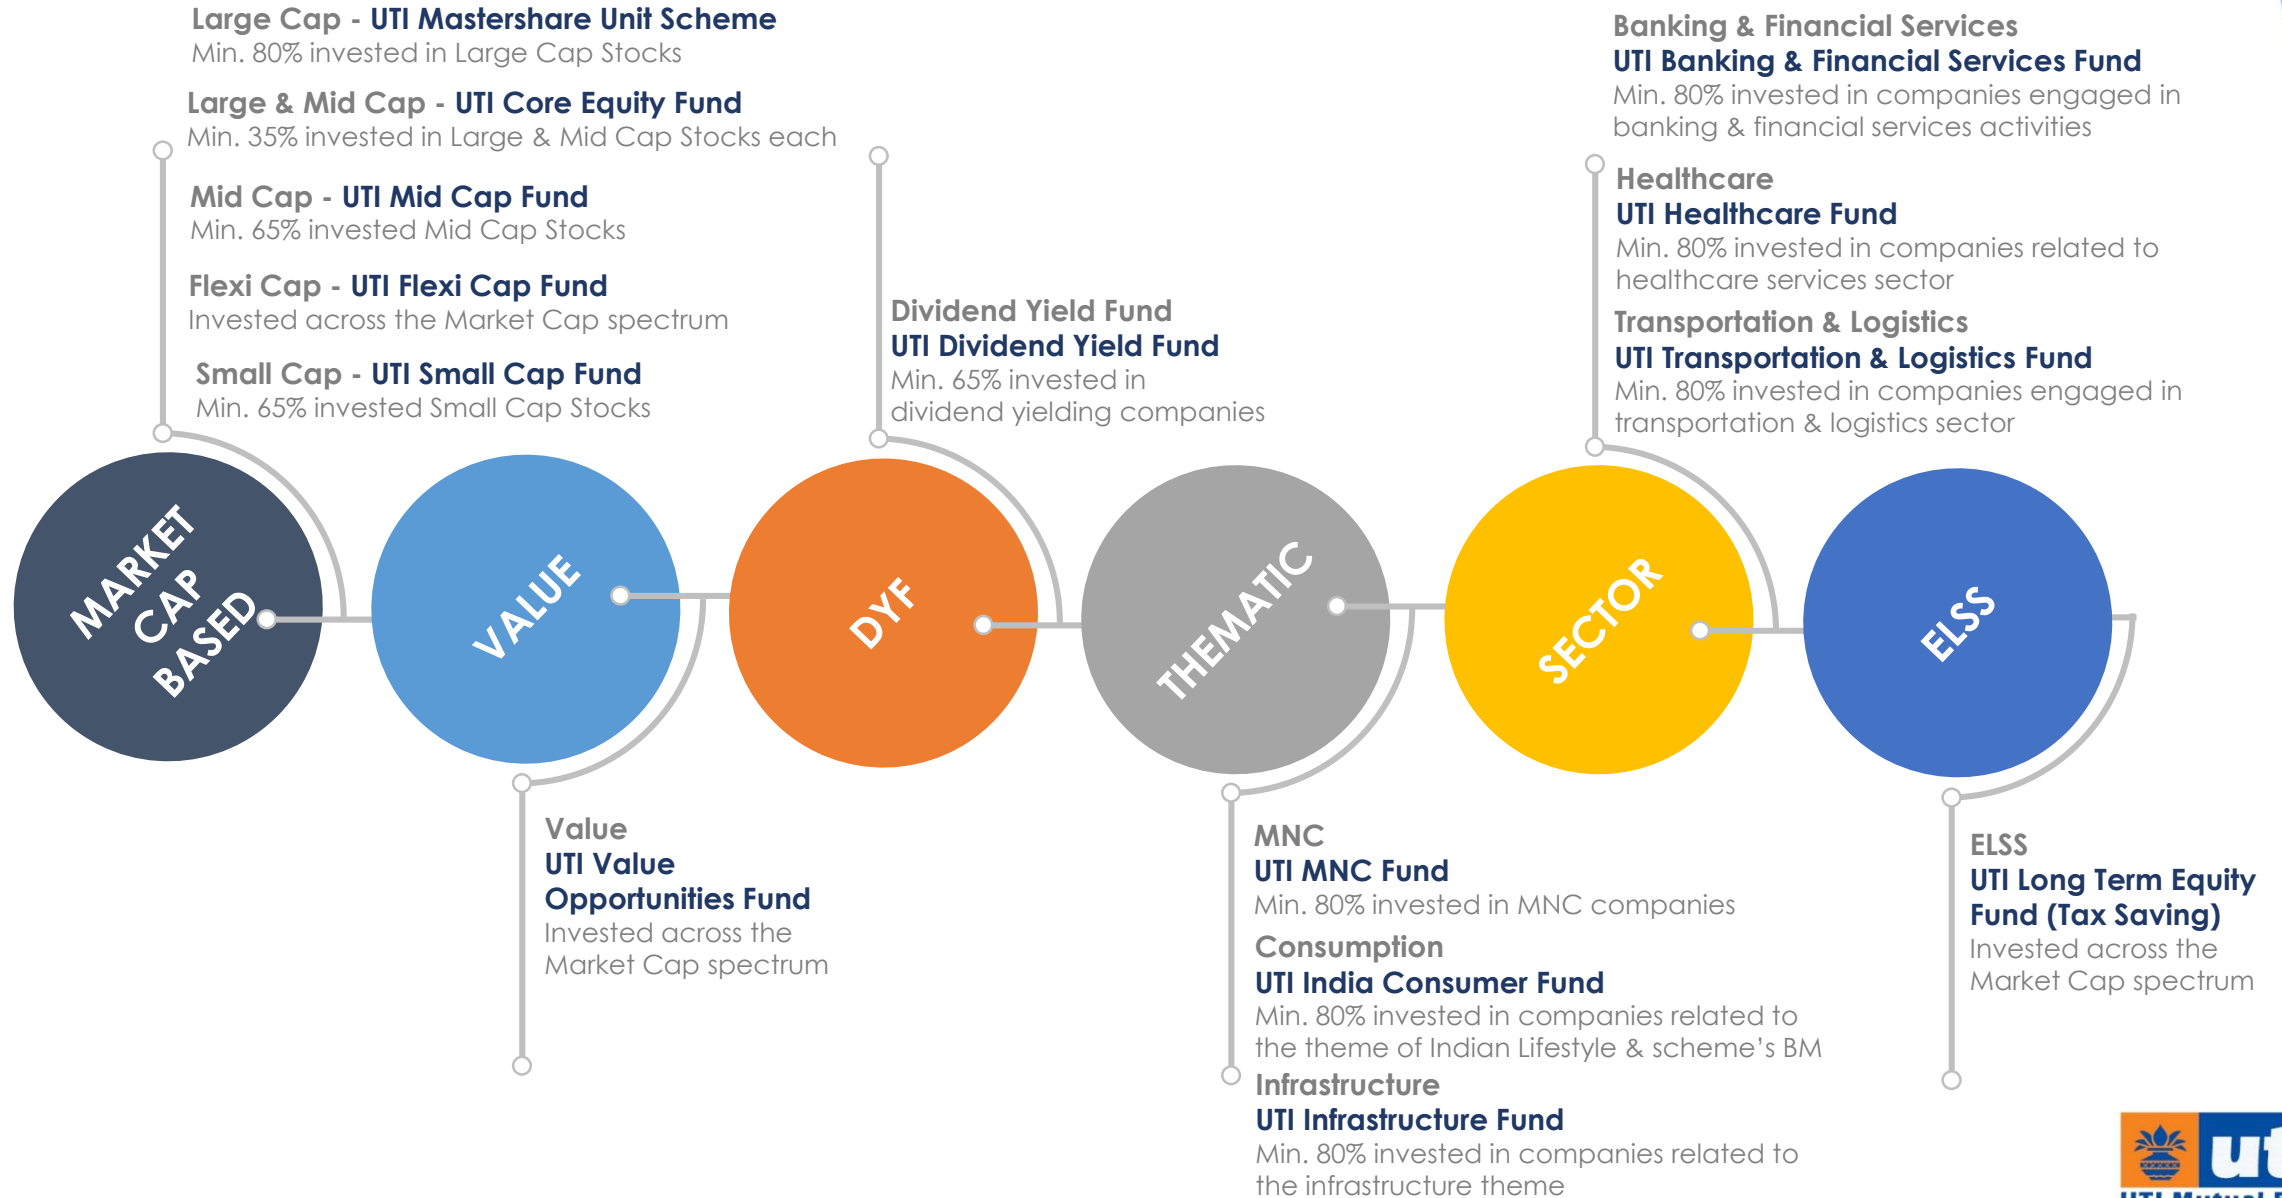 Large Cap - UTI Mastershare Unit Scheme
Min. 80% invested in Large Cap Stocks
Large & Mid Cap - UTI Core Equity Fund
Min. 35% invested in Large & Mid Cap Stocks each
Mid Cap - UTI Mid Cap Fund
Min. 65% invested Mid Cap Stocks
Flexi Cap - UTI Flexi Cap Fund
Invested across the Market Cap spectrum
Small Cap - UTI Small Cap Fund
Min. 65% invested Small Cap Stocks
Dividend Yield Fund
UTI Dividend Yield Fund
Min. 65% invested in
dividend yielding companies
Banking & Financial Services
UTI Banking & Financial Services Fund
Min. 80% invested in companies engaged in
banking & financial services activities
Healthcare
UTI Healthcare Fund
Min. 80% invested in companies related to
healthcare services sector
Transportation & Logistics
UTI Transportation & Logistics Fund
Min. 80% invested in companies engaged in
transportation & logistics sector
MARKET
CAP
BASED
VALUE
DYF
THEMATIC
SECTOR
ELSS
Value
UTI Value
Opportunities Fund
Invested across the
Market Cap spectrum
MNC
UTI MNC Fund
Min. 80% invested in MNC companies
Consumption
UTI India Consumer Fund
Min. 80% invested in companies related to
the theme of Indian Lifestyle & scheme's BM
Infrastructure
UTI Infrastructure Fund
Min. 80% invested in companies related to
the infrastructure theme
ELSS
UTI Long Term Equity
Fund (Tax Saving)
Invested across the
Market Cap spectrum
UTI Mutual